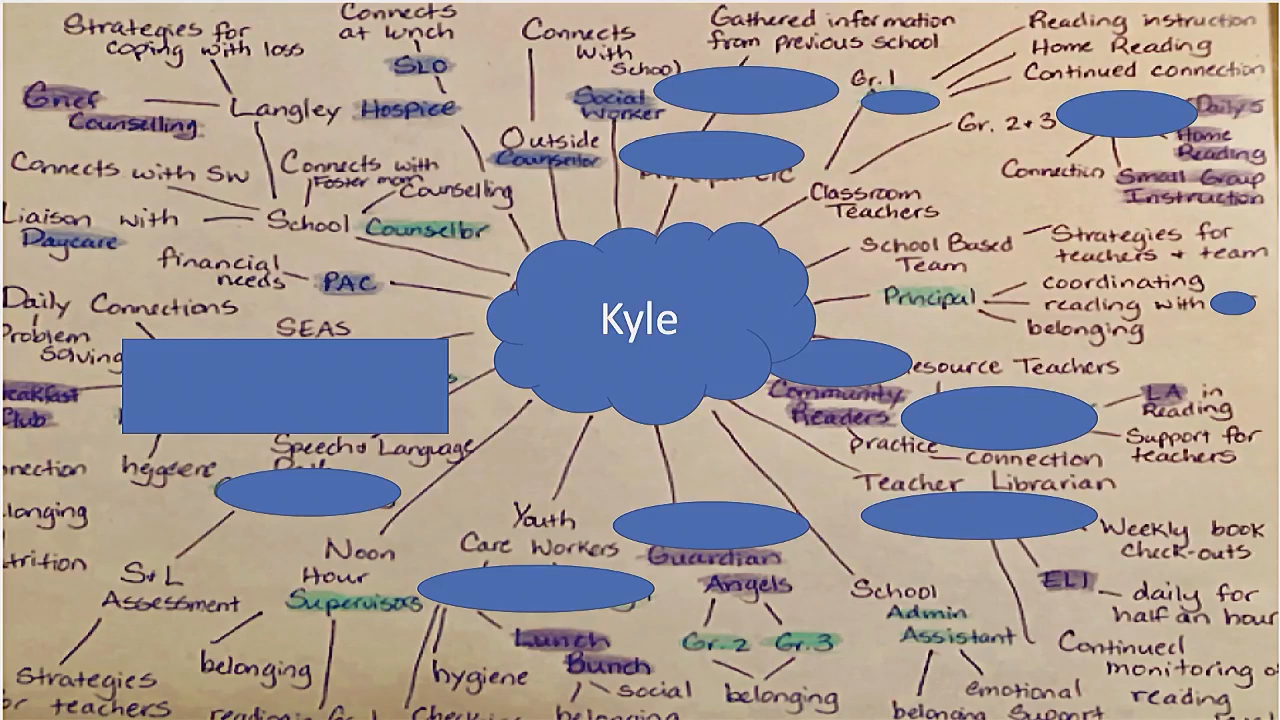 Strategies for
coping with loss
Connects
at lunch
SLO
Hospice
Grief
Counselling
Langley
Connects with SW
Connects with
Foster mom
Counselling
Liaison with
Daycare
School Counsellor
financial
needs
PAC
Daily Connections
Problem
Solving
SEAS
Club
hygiene
Speech & Language
S+L
Assessment
Strategies
teachers
Noon
Hour
Supervisors
belonging
Youth
Care Workers
hygiene
Lunch
Bunch
social
belonging
Guardian
Angels
Gr. 2 Gr. 3
belonging
School
Admin
Assistant
belonging
emotional
Support
Connects
With
School
Social
Worker
Outside
Counsellor
Gathered information
from previous school
Gr. 1
Reading instruction
Home Reading
Continued connection
Gr. 2+3
Daily 5
Home
Reading
Connection
Small Group
Instruction
Classroom
Teachers
School Based
Team
Strategies for
teachers + team
Principal
coordinating
reading with
belonging
Kyle
esource Teachers
LA in
Reading
Support for
teachers
Community
Readers
practice
connection
Teacher Librarian
Weekly book
check-outs
ELI
daily for
half an hour
Continued
monitoring
reading